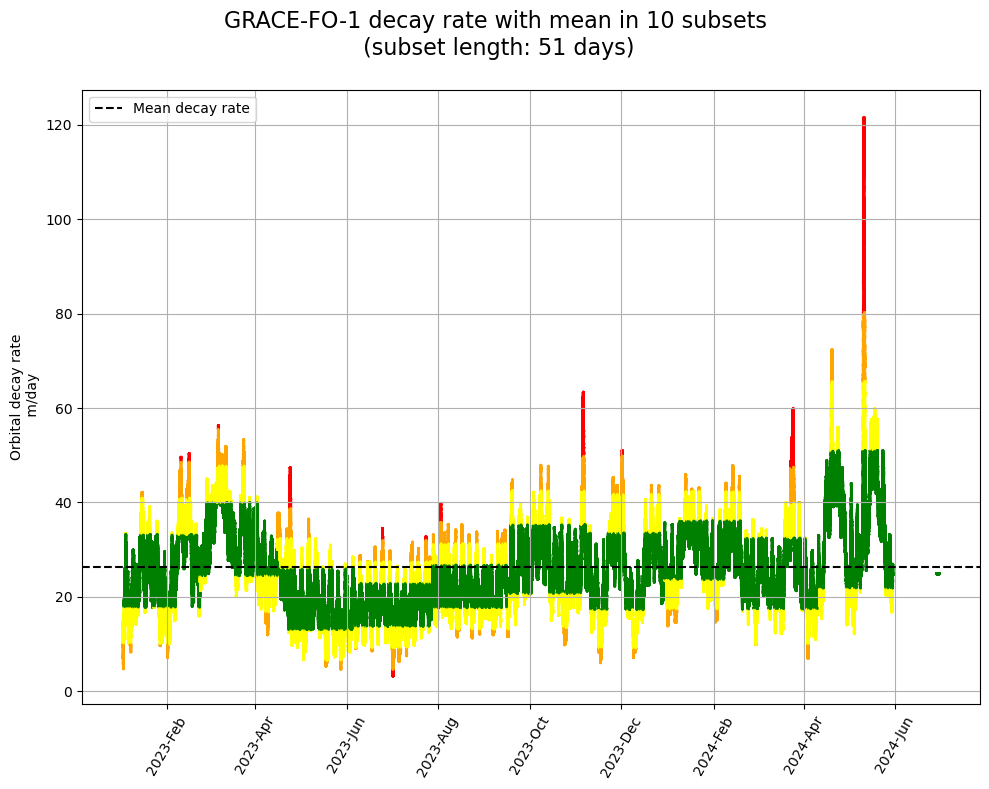 GRACE-FO-1 decay rate with mean in 10 subsets
(subset length: 51 days)
Mean decay rate
Orbital decay rate
m/day
120
100
80
60
40
20
0
2023-Feb
2023-Apr
2023-Jun
2023-Aug
2023-Oct
2023-Dec
2024-Feb
2024-Apr
2024-Jun